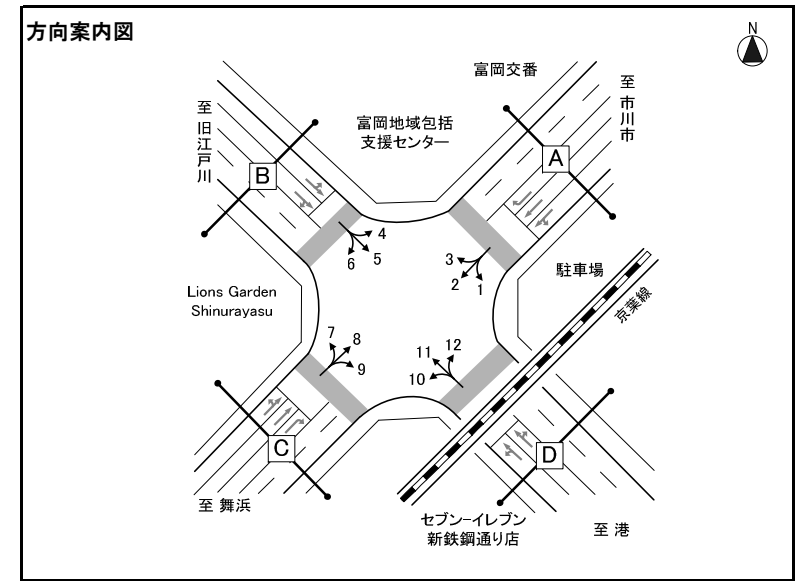 方向案内図
N
富岡交番
至市川市
至旧江戸川
富岡地域包括
支援センター
A
B
4
5
6
3
2
1
駐車場
京葉線
Lions Garden
Shinurayasu
7
8
9
11
12
10
C
D
至 舞浜
セブン-イレブン
新鉄鋼通り店
至 港